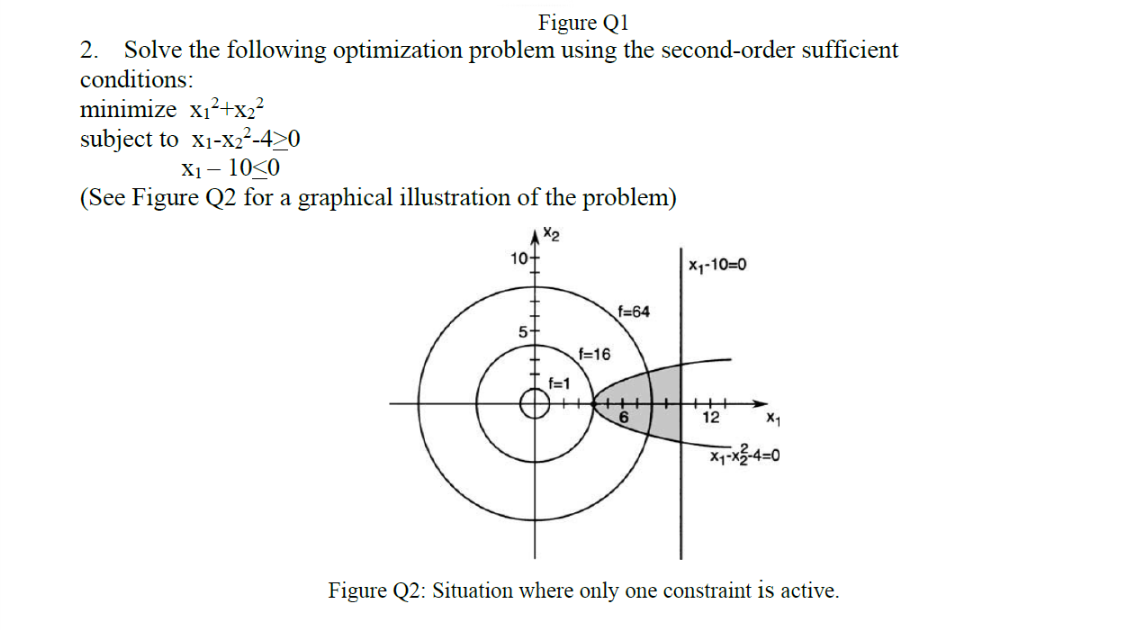 Figure Q1
2. Solve the following optimization problem using the second-order sufficient
conditions:
minimize x₁²+x₂²
subject to x₁-x₂²-4≥0
x₁ – 10≤0
(See Figure Q2 for a graphical illustration of the problem)
x₂
10
x₁-10=0
f=64
5
f=16
f=1
6
12
x₁
x₁-x₂²-4=0
Figure Q2: Situation where only one constraint is active.